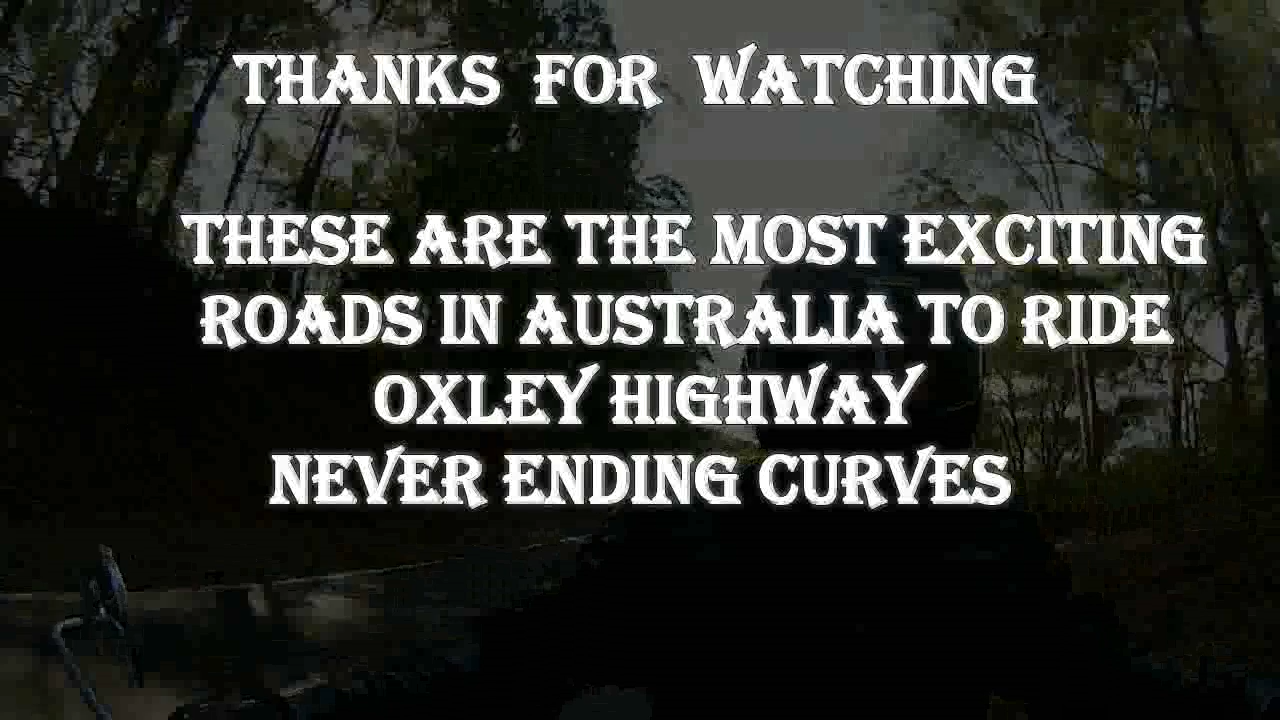 THANKS FOR WATCHING
THESE ARE THE MOST EXCITING
ROADS IN AUSTRALIA TO RIDE
OXLEY HIGHWAY
NEVER ENDING CURVES